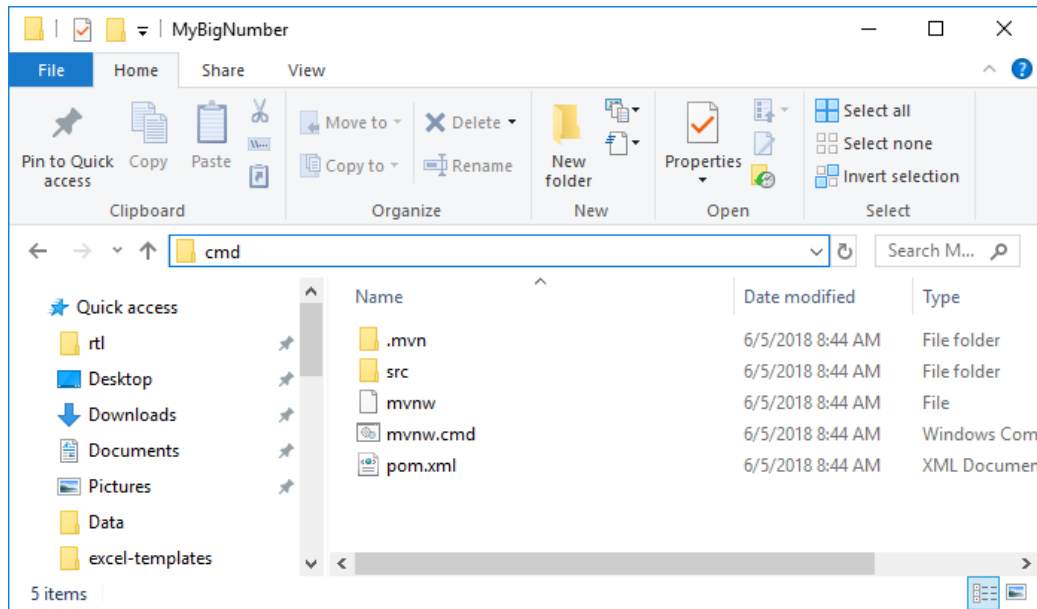 MyBigNumber
File Home Share View
Pin to Quick access
Copy
Paste
Move to
Copy to
Delete
Rename
New folder
Properties
Select all
Select none
Invert selection
Clipboard Organize New Open Select
cmd
Search M...
Name Date modified Type
Quick access
rtl
Desktop
Downloads
Documents
Pictures
Data
excel-templates
.mvn 6/5/2018 8:44 AM File folder
src 6/5/2018 8:44 AM File folder
mvnw 6/5/2018 8:44 AM File
mvnw.cmd 6/5/2018 8:44 AM Windows Com
pom.xml 6/5/2018 8:44 AM XML Documen
5 items